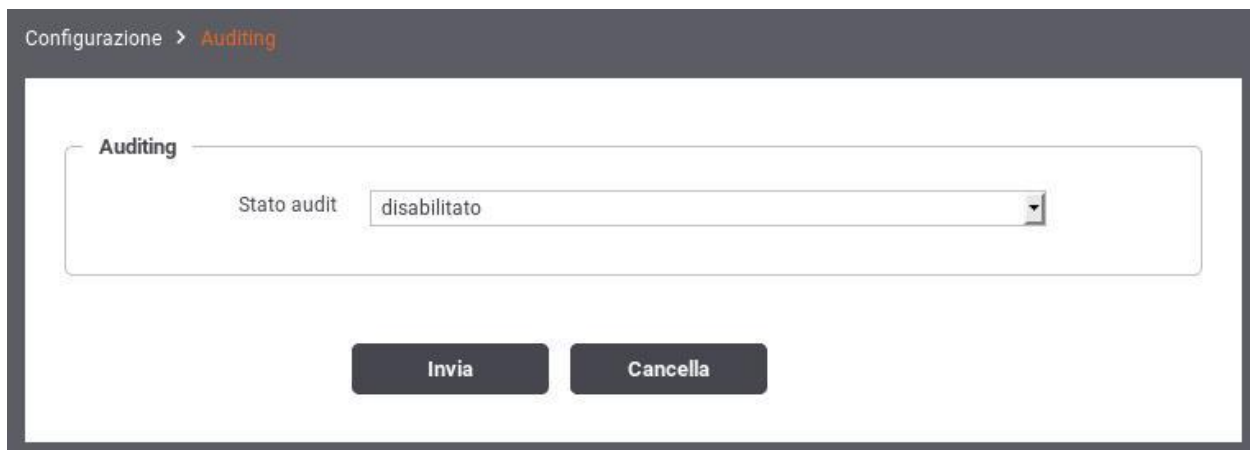 Configurazione > Auditing
Auditing
Stato audit disabilitato
Invia Cancella